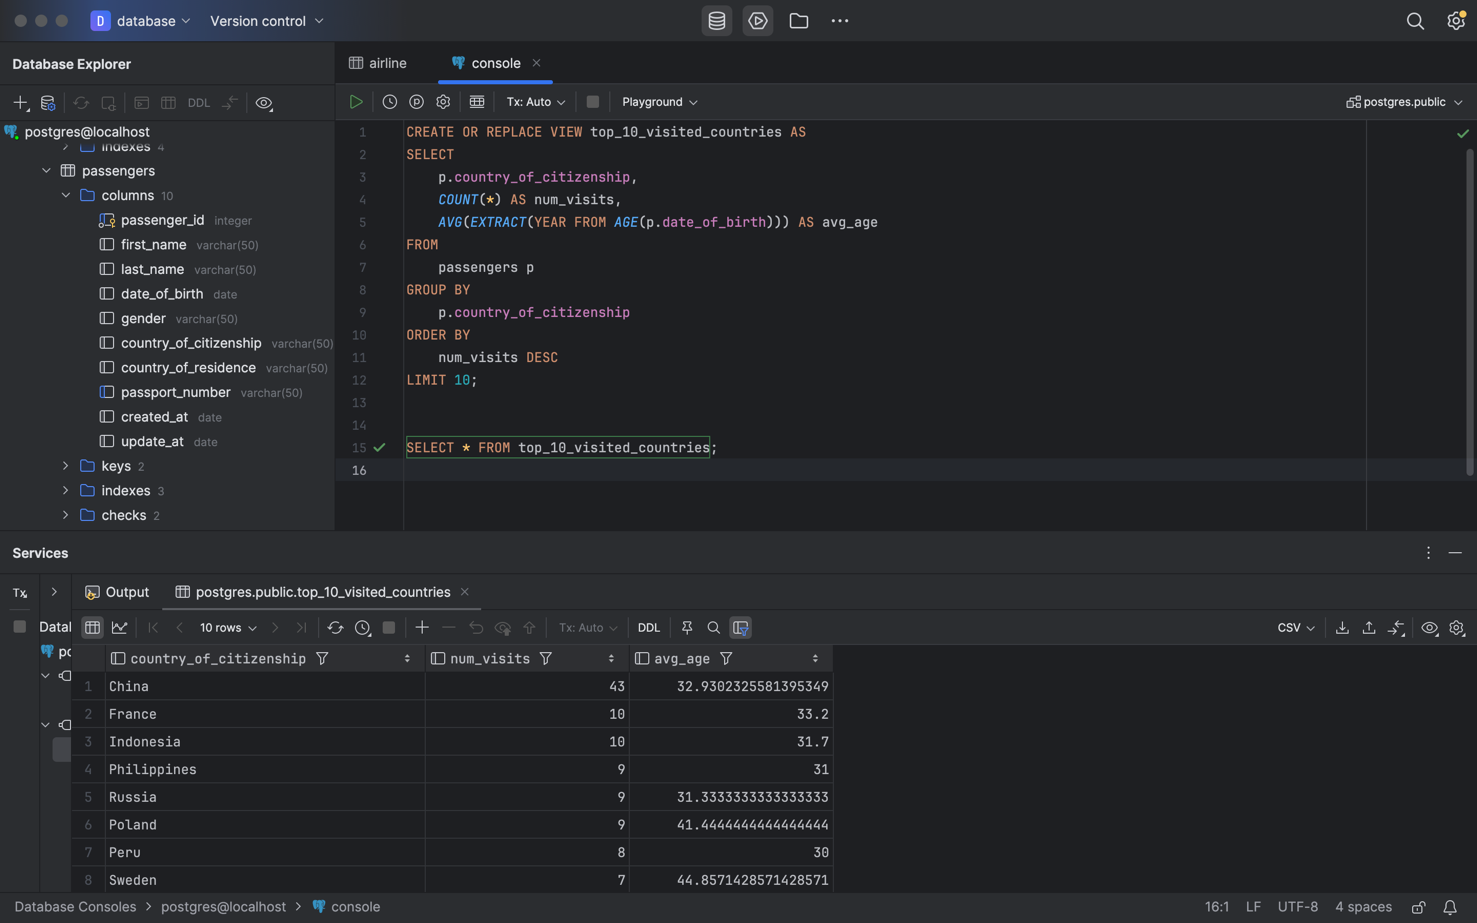 D database Version control
Database Explorer
airline
console
DDL
Tx: Auto
Playground
postgres.public
postgres@localhost
indexes 4
passengers
columns 10
passenger_id integer
first_name varchar(50)
last_name varchar(50)
date_of_birth date
gender varchar(50)
country_of_citizenship varchar(50)
country_of_residence varchar(50)
passport_number varchar(50)
created_at date
update_at date
keys 2
indexes 3
checks 2
1 CREATE OR REPLACE VIEW top_10_visited_countries AS
2 SELECT
3 p.country_of_citizenship,
4 COUNT(*) AS num_visits,
5 AVG(EXTRACT(YEAR FROM AGE(p.date_of_birth))) AS avg_age
6 FROM
7 passengers p
8 GROUP BY
9 p.country_of_citizenship
10 ORDER BY
11 num_visits DESC
12 LIMIT 10;
13
14
15 SELECT * FROM top_10_visited_countries;
16
Services
Tx
Output
postgres.public.top_10_visited_countries
10 rows
Tx: Auto
DDL
CSV
country_of_citizenship num_visits avg_age
1 China 43 32.9302325581395349
2 France 10 33.2
3 Indonesia 10 31.7
4 Philippines 9 31
5 Russia 9 31.3333333333333333
6 Poland 9 41.4444444444444444
7 Peru 8 30
8 Sweden 7 44.8571428571428571
Database Consoles > postgres@localhost > console
16:1 LF UTF-8 4 spaces